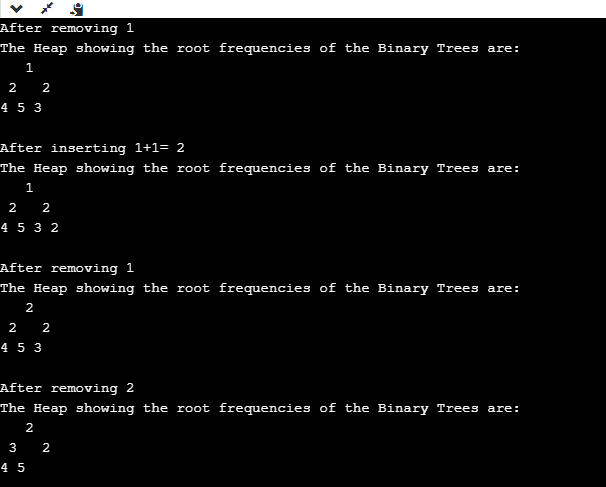 After removing 1
The Heap showing the root frequencies of the Binary Trees are:
   1
 2   2
4 5 3

After inserting 1+1= 2
The Heap showing the root frequencies of the Binary Trees are:
   1
 2   2
4 5 3 2

After removing 1
The Heap showing the root frequencies of the Binary Trees are:
   2
 2   2
4 5 3

After removing 2
The Heap showing the root frequencies of the Binary Trees are:
   2
 3   2
4 5